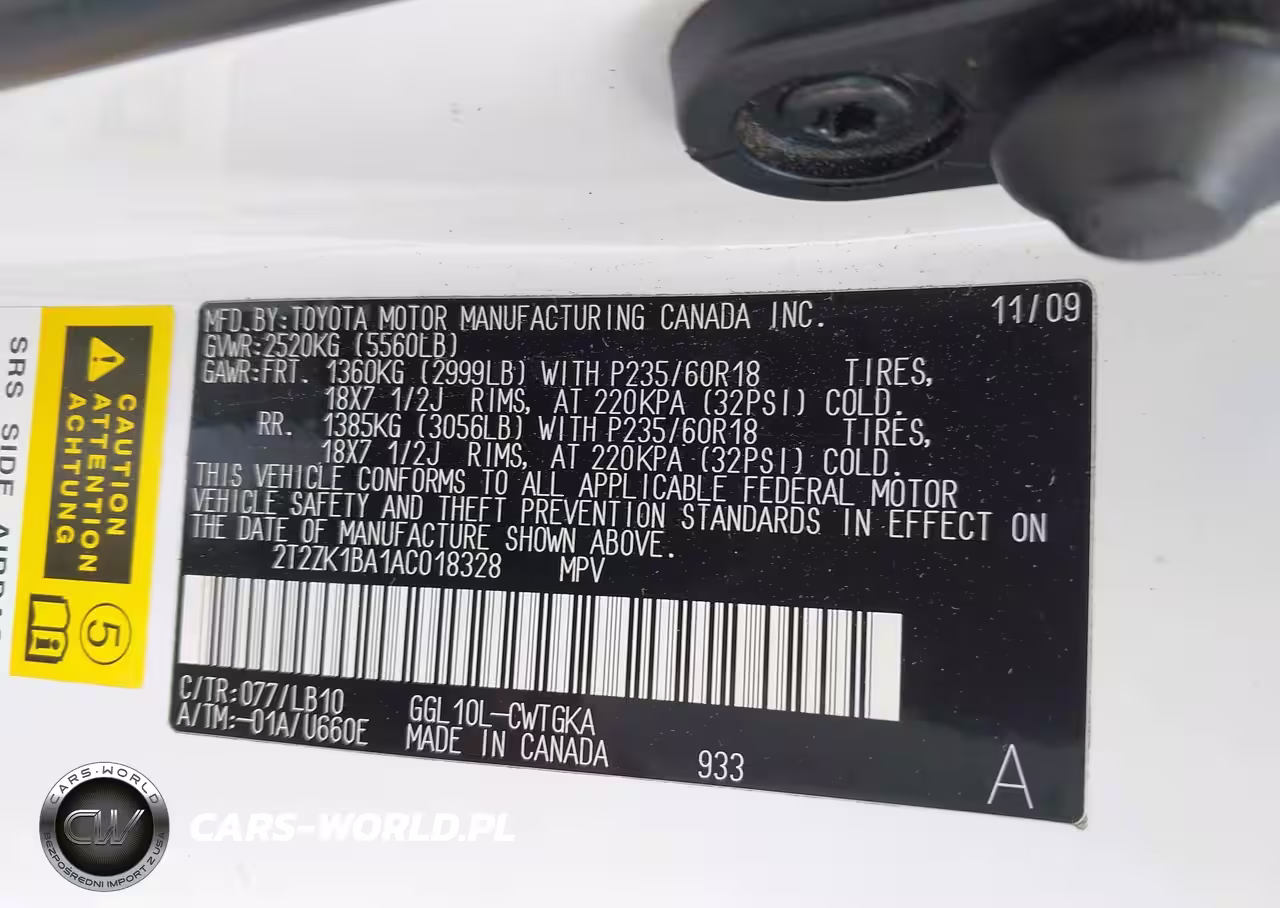 MFD.BY:TOYOTA MOTOR MANUFACTURING CANADA INC. 11/09
GVWR:2520KG (5560LB)
GAWR:FRT. 1360KG (2999LB) WITH P235/60R18 TIRES,
18X7 1/2J RIMS, AT 220KPA (32PSI) COLD.
RR. 1385KG (3056LB) WITH P235/60R18 TIRES,
18X7 1/2J RIMS, AT 220KPA (32PSI) COLD.
THIS VEHICLE CONFORMS TO ALL APPLICABLE FEDERAL MOTOR
VEHICLE SAFETY AND THEFT PREVENTION STANDARDS IN EFFECT ON
THE DATE OF MANUFACTURE SHOWN ABOVE.
2T2ZK1BA1AC018328 MPV
C/TR:077/LB10 GGL10L-CWTGKA
A/TM:-01A/U660E MADE IN CANADA 933 A
CAUTION
ATTENTION
ACHTUNG
5
i
SRS SIDE
CARS-WORLD
CW
BEZPOŚREDNI IMPORT Z USA
CARS-WORLD.PL